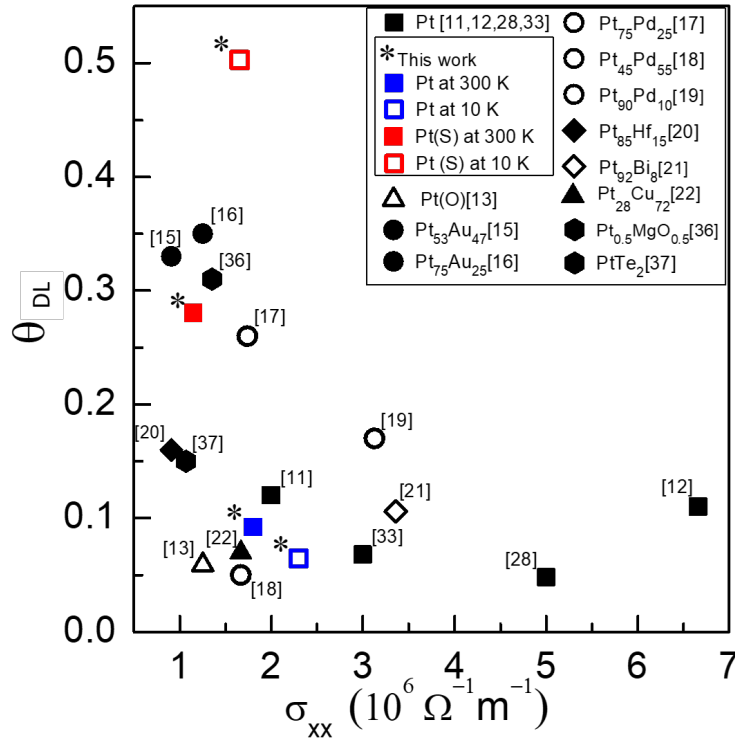 Pt [11,12,28,33]
*This work
Pt at 300 K
Pt at 10 K
Pt(S) at 300 K
Pt (S) at 10 K
Pt(O)[13]
Pt53Au47[15]
Pt75Au25[16]
Pt75Pd25[17]
Pt45Pd55[18]
Pt90Pd10[19]
Pt85Hf15[20]
Pt92Bi8[21]
Pt28Cu72[22]
Pt0.5MgO0.5[36]
PtTe2[37]
*
[16]
[15]
[36]
*
[17]
[19]
[20]
[37]
[11]
[21]
[12]
*
[22]
*
[33]
[13]
[18]
[28]
0.5
0.4
0.3
0.2
0.1
0.0
θDL
1 2 3 4 5 6 7
σxx (10⁶ Ω⁻¹m⁻¹)